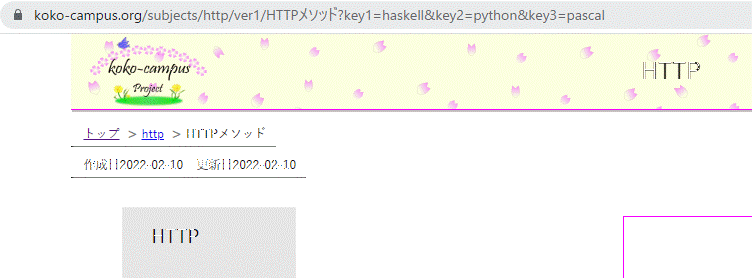 koko-campus.org/subjects/http/ver1/HTTPメソッド?key1=haskell&key2=python&key3=pascal
koko-campus
Project
HTTP
トップ > http > HTTPメソッド
作成日2022-02-10 更新日2022-02-10
HTTP